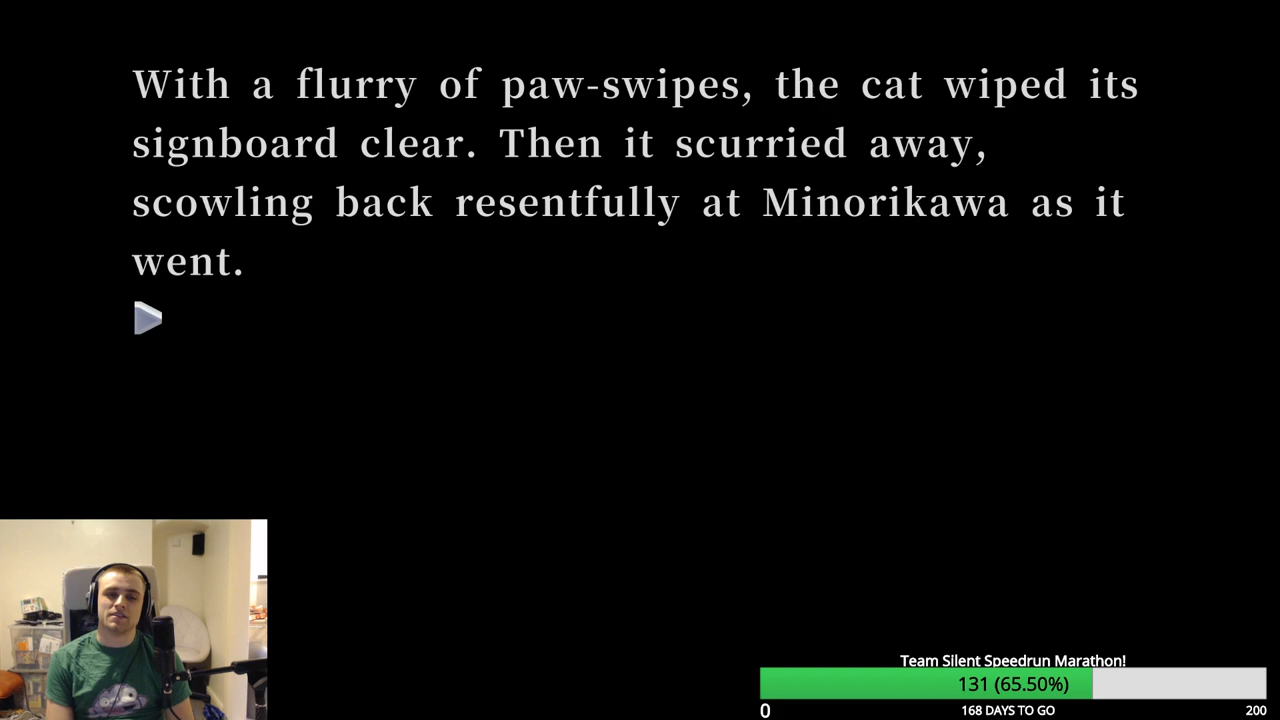 With a flurry of paw-swipes, the cat wiped its
signboard clear. Then it scurried away,
scowling back resentfully at Minorikawa as it
went.
Team Silent Speedrun Marathon!
131 (65.50%)
0
168 DAYS TO GO
200